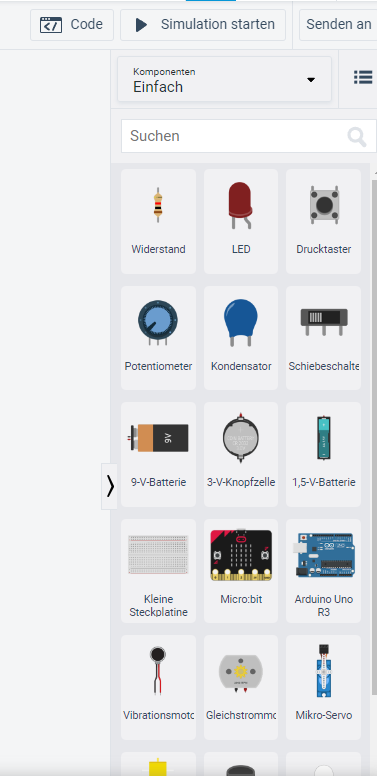 Code
Simulation starten
Senden an
Komponenten
Einfach
Suchen
Widerstand
LED
Drucktaster
Potentiometer
Kondensator
Schiebeschalte
9-V-Batterie
3-V-Knopfzelle
1,5-V-Batterie
Kleine
Steckplatine
Micro:bit
Arduino Uno
R3
Vibrationsmoto
Gleichstrommo
Mikro-Servo
9V